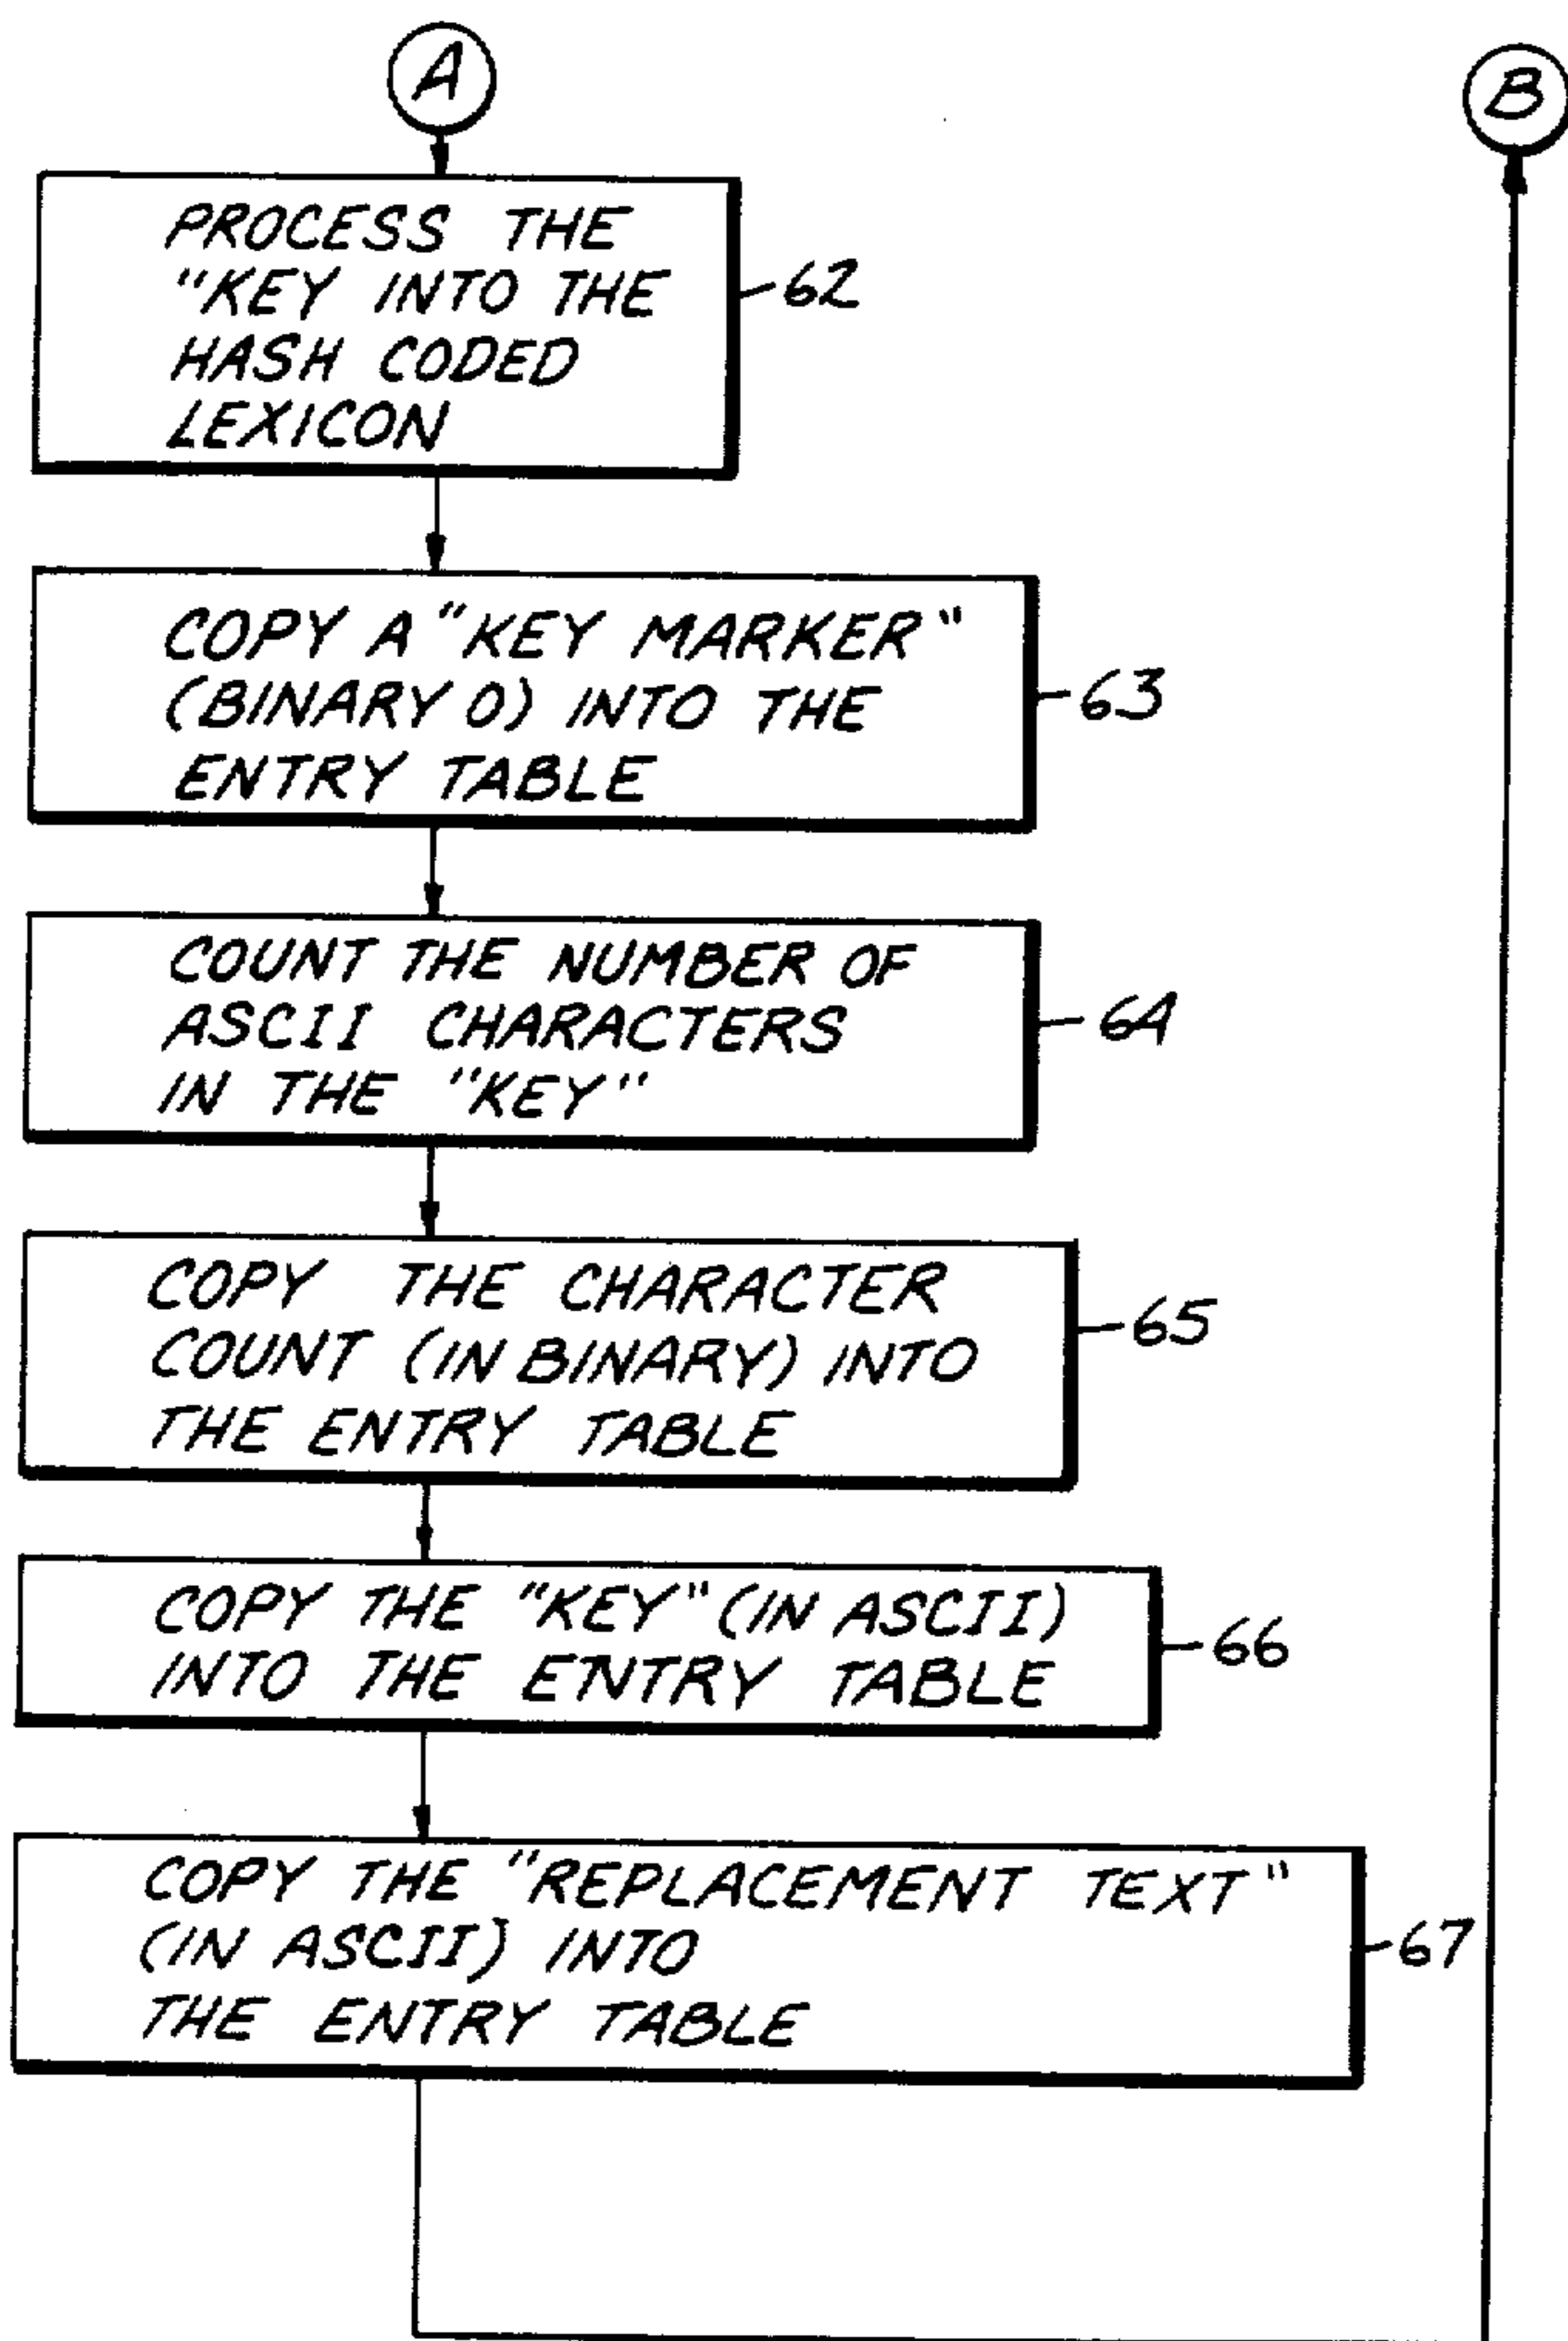 A
B
PROCESS THE
"KEY INTO THE
HASH CODED
LEXICON
62
COPY A "KEY MARKER"
(BINARY 0) INTO THE
ENTRY TABLE
63
COUNT THE NUMBER OF
ASCII CHARACTERS
IN THE "KEY"
64
COPY THE CHARACTER
COUNT (IN BINARY) INTO
THE ENTRY TABLE
65
COPY THE "KEY" (IN ASCII)
INTO THE ENTRY TABLE
66
COPY THE "REPLACEMENT TEXT"
(IN ASCII) INTO
THE ENTRY TABLE
67